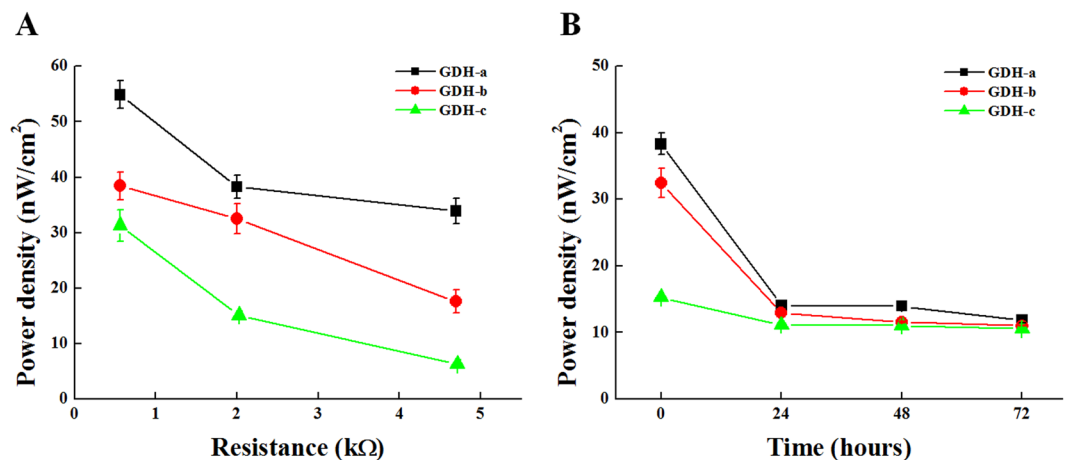 A
Power density (nW/cm²)
60
50
40
30
20
10
0
GDH-a
GDH-b
GDH-c
0 1 2 3 4 5
Resistance (kΩ)
B
Power density (nW/cm²)
50
40
30
20
10
0
GDH-a
GDH-b
GDH-c
0 24 48 72
Time (hours)